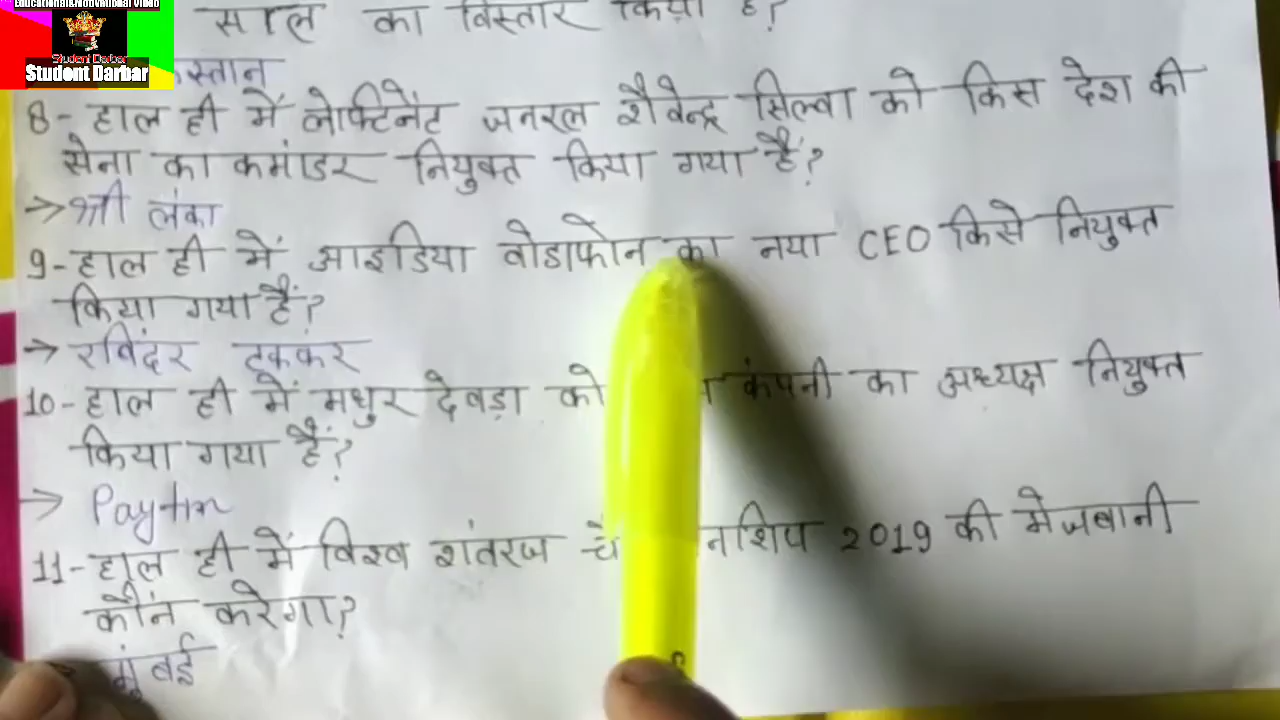 Educational&Motivational Video
Student Darbar
Student Darbar
साल का विस्तार किया है?
स्तान
8- हाल ही में लेफ्टिनेंट जनरल शैवेन्द्र सिल्वा को किस देश की
सेना का कमांडर नियुक्त किया गया हैं?
→ श्री लंका
9- हाल ही में आइडिया वोडाफोन का नया CEO किसे नियुक्त
किया गया हैं?
→ रविंदर टक्कर
10- हाल ही में मधुर देवड़ा को कंपनी का अध्यक्ष नियुक्त
किया गया हैं?
→ Paytm
11- हाल ही में विश्व शंतरज चै नशिप 2019 की मेजबानी
कौंन करेगा?
मुंबई